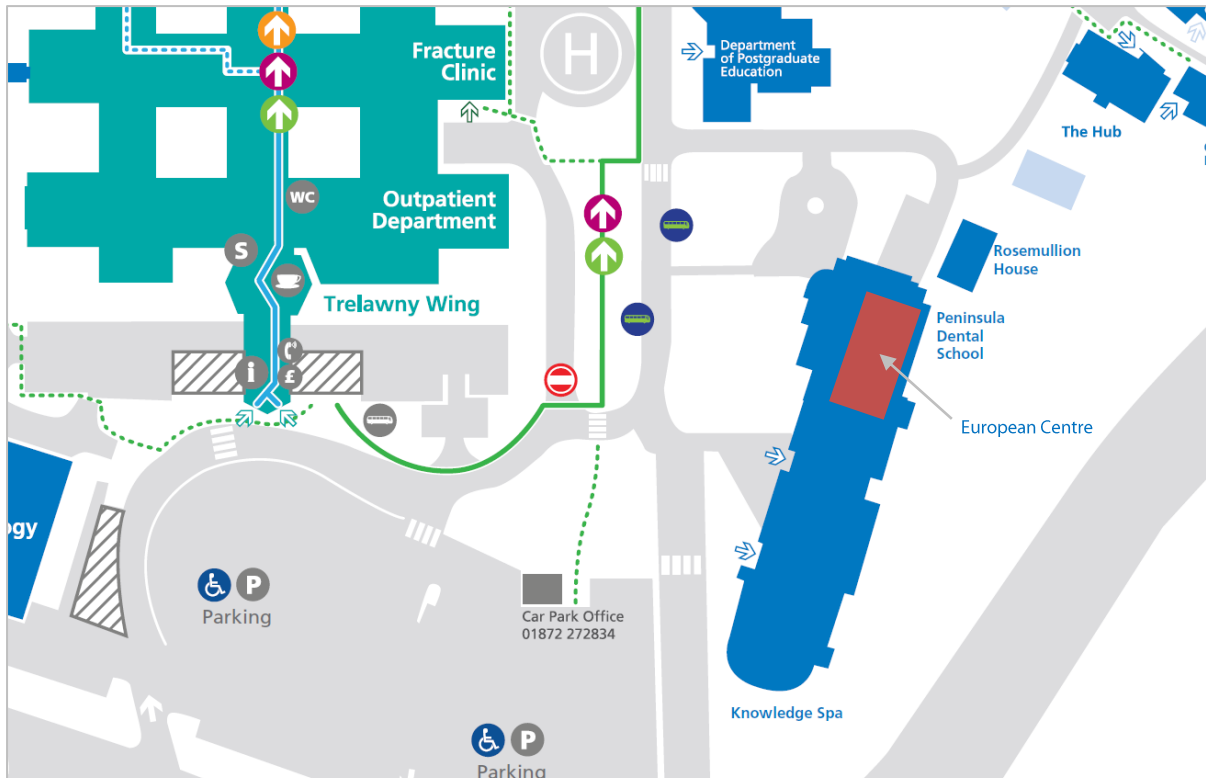 Fracture
Clinic
H
Department
of Postgraduate
Education
The Hub
WC
Outpatient
Department
S
Rosemullion
House
Trelawny Wing
Peninsula
Dental
School
i
£
European Centre
ogy
P
Parking
Car Park Office
01872 272834
Knowledge Spa
P
Parking